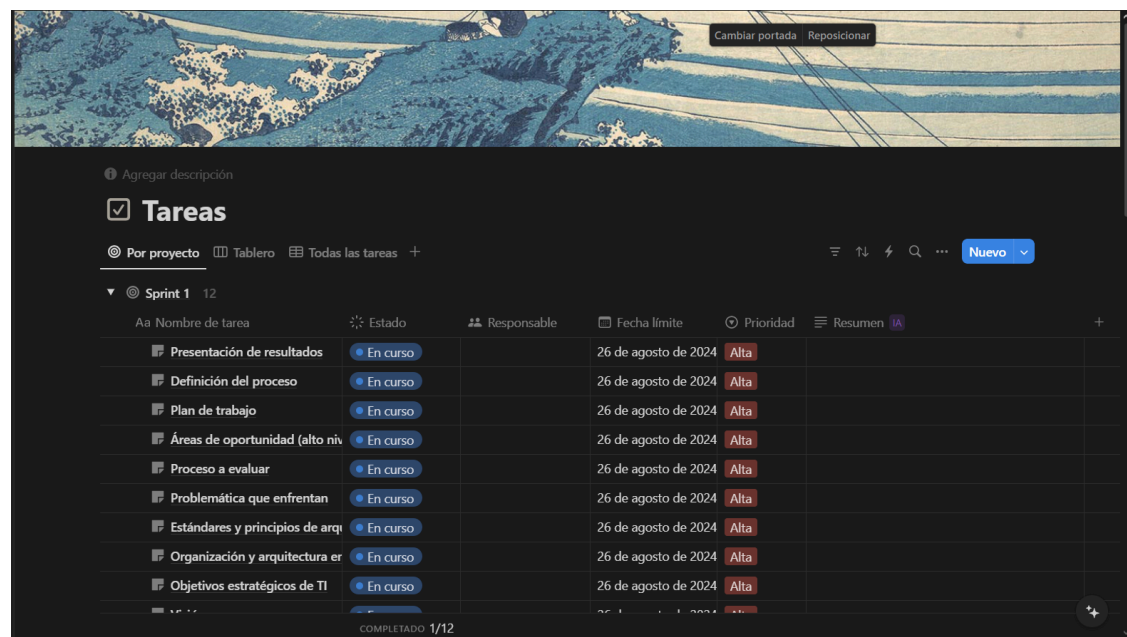 Cambiar portada Reposicionar
Agregar descripción
Tareas
Por proyecto Tablero Todas las tareas + Nuevo
Sprint 1 12
Aa Nombre de tarea Estado Responsable Fecha límite Prioridad Resumen IA +
Presentación de resultados En curso 26 de agosto de 2024 Alta
Definición del proceso En curso 26 de agosto de 2024 Alta
Plan de trabajo En curso 26 de agosto de 2024 Alta
Áreas de oportunidad (alto niv En curso 26 de agosto de 2024 Alta
Proceso a evaluar En curso 26 de agosto de 2024 Alta
Problemática que enfrentan En curso 26 de agosto de 2024 Alta
Estándares y principios de arqu En curso 26 de agosto de 2024 Alta
Organización y arquitectura en En curso 26 de agosto de 2024 Alta
Objetivos estratégicos de TI En curso 26 de agosto de 2024 Alta
COMPLETADO 1/12